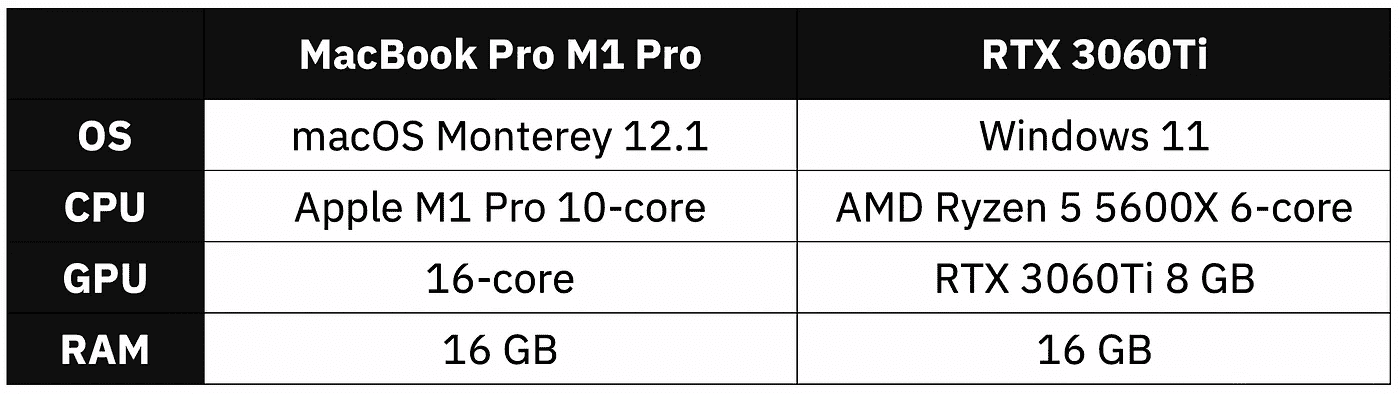 MacBook Pro M1 Pro RTX 3060Ti
OS macOS Monterey 12.1 Windows 11
CPU Apple M1 Pro 10-core AMD Ryzen 5 5600X 6-core
GPU 16-core RTX 3060Ti 8 GB
RAM 16 GB 16 GB